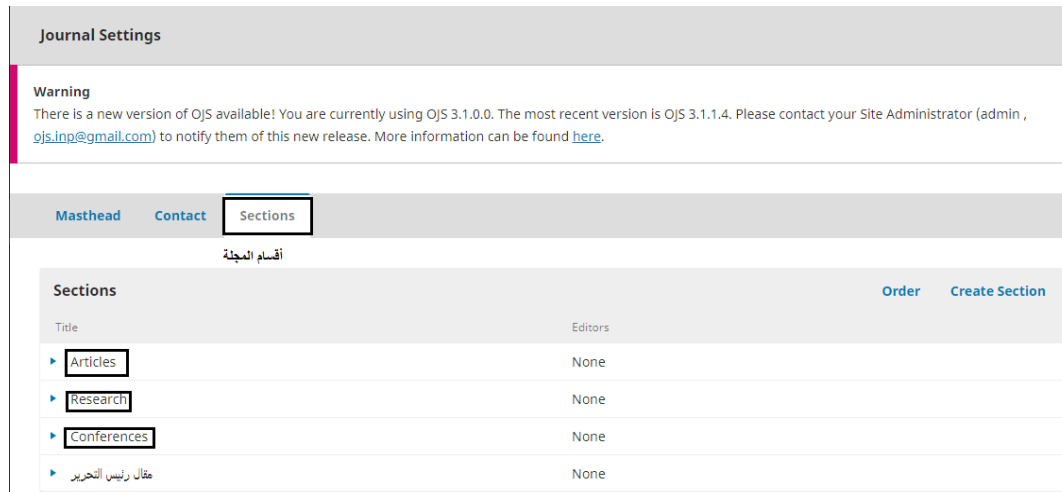 Journal Settings
Warning
There is a new version of OJS available! You are currently using OJS 3.1.0.0. The most recent version is OJS 3.1.1.4. Please contact your Site Administrator (admin ,
ojs.inp@gmail.com) to notify them of this new release. More information can be found here.
Masthead Contact Sections
أقسام المجلة
Sections Order Create Section
Title Editors
Articles None
Research None
Conferences None
مقال رئيس التحرير None